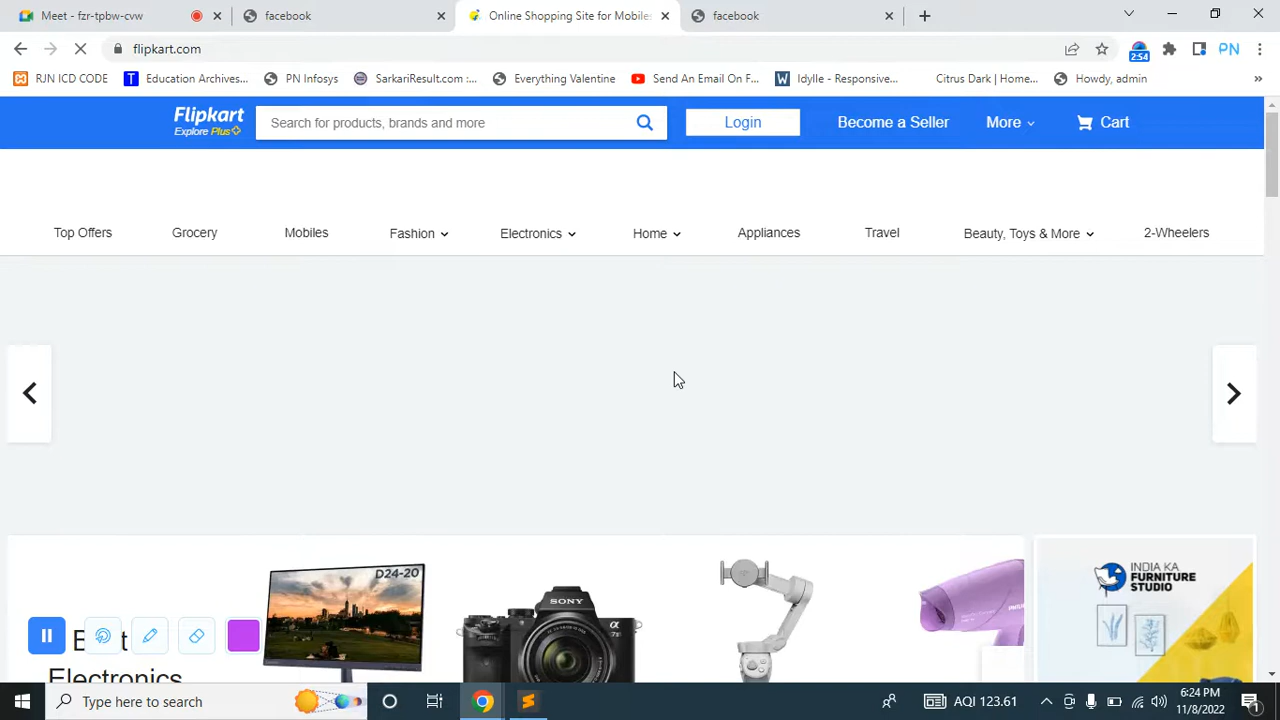 Meet - fzr-tpbw-cvw
facebook
Online Shopping Site for Mobiles
facebook
flipkart.com
2:54
PN
RJN ICD CODE
Education Archives...
PN Infosys
SarkariResult.com :...
Everything Valentine
Send An Email On F...
Idylle - Responsive...
Citrus Dark | Home...
Howdy, admin
Flipkart
Explore Plus
Search for products, brands and more
Login
Become a Seller
More
Cart
Top Offers
Grocery
Mobiles
Fashion
Electronics
Home
Appliances
Travel
Beauty, Toys & More
2-Wheelers
D24-20
SONY
INDIA KA
FURNITURE
STUDIO
Electronics
Type here to search
AQI 123.61
6:24 PM
11/8/2022